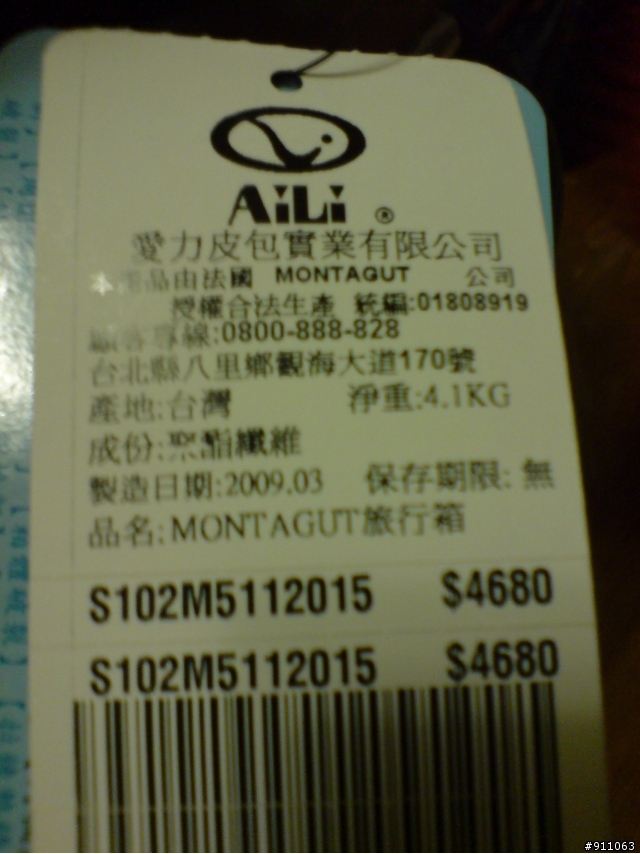 AiLi ®
愛力皮包實業有限公司
本產品由法國 MONTAGUT 公司
授權合法生產 統編:01808919
顧客專線:0800-888-828
台北縣八里鄉觀海大道170號
產地:台灣 淨重:4.1KG
成份:聚酯纖維
製造日期:2009.03 保存期限: 無
品名:MONTAGUT旅行箱
S102M5112015 $4680
S102M5112015 $4680
#911063